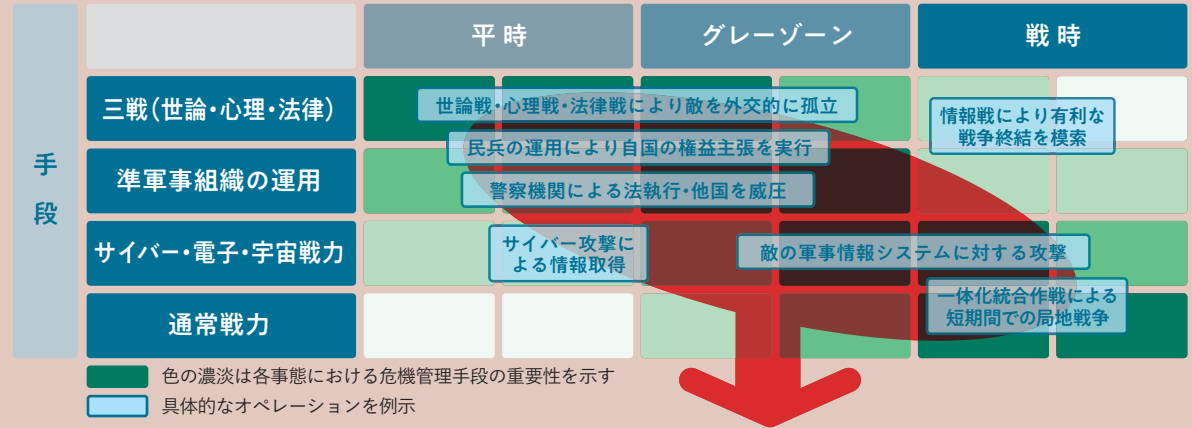 平時
グレーゾーン
戦時
手段
三戦（世論・心理・法律）
世論戦・心理戦・法律戦により敵を外交的に孤立
情報戦により有利な
戦争終結を模索
民兵の運用により自国の権益主張を実行
準軍事組織の運用
警察機関による法執行・他国を威圧
サイバー・電子・宇宙戦力
サイバー攻撃に
よる情報取得
敵の軍事情報システムに対する攻撃
一体化統合作戦による
短期間での局地戦争
通常戦力
色の濃淡は各事態における危機管理手段の重要性を示す
具体的なオペレーションを例示